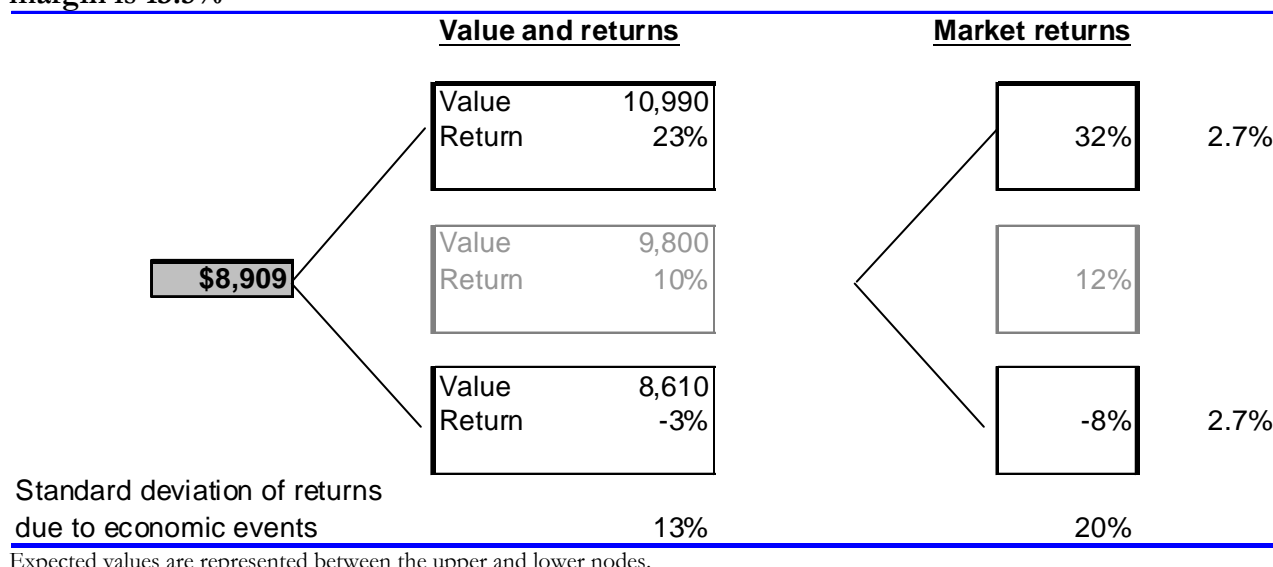 Value and returns Market returns
Value 10,990
Return 23% 32% 2.7%
Value 9,800
$8,909 Return 10% 12%
Value 8,610
Return -3% -8% 2.7%
Standard deviation of returns
due to economic events 13% 20%
Expected values are represented between the upper and lower nodes.